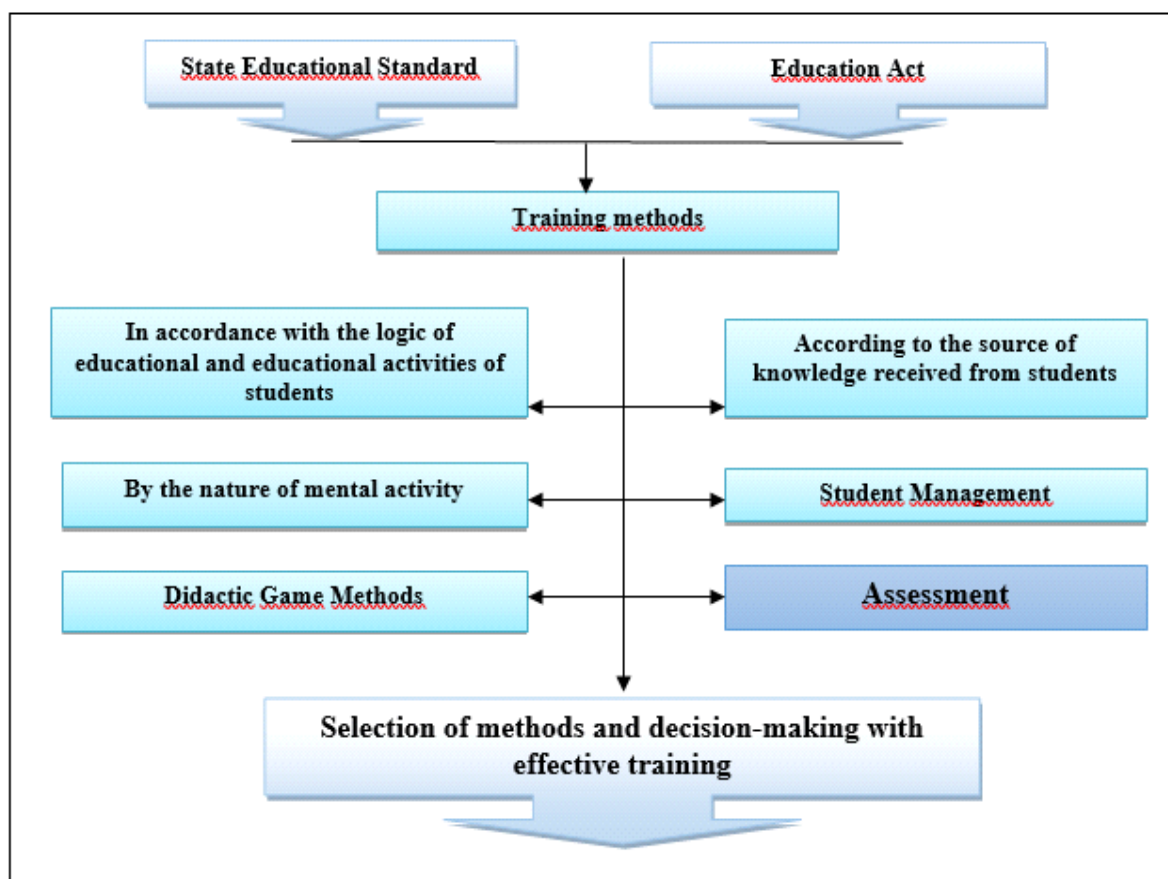 State Educational Standard
Education Act
Training methods
In accordance with the logic of
educational and educational activities of
students
According to the source of
knowledge received from students
By the nature of mental activity
Student Management
Didactic Game Methods
Assessment
Selection of methods and decision-making with
effective training